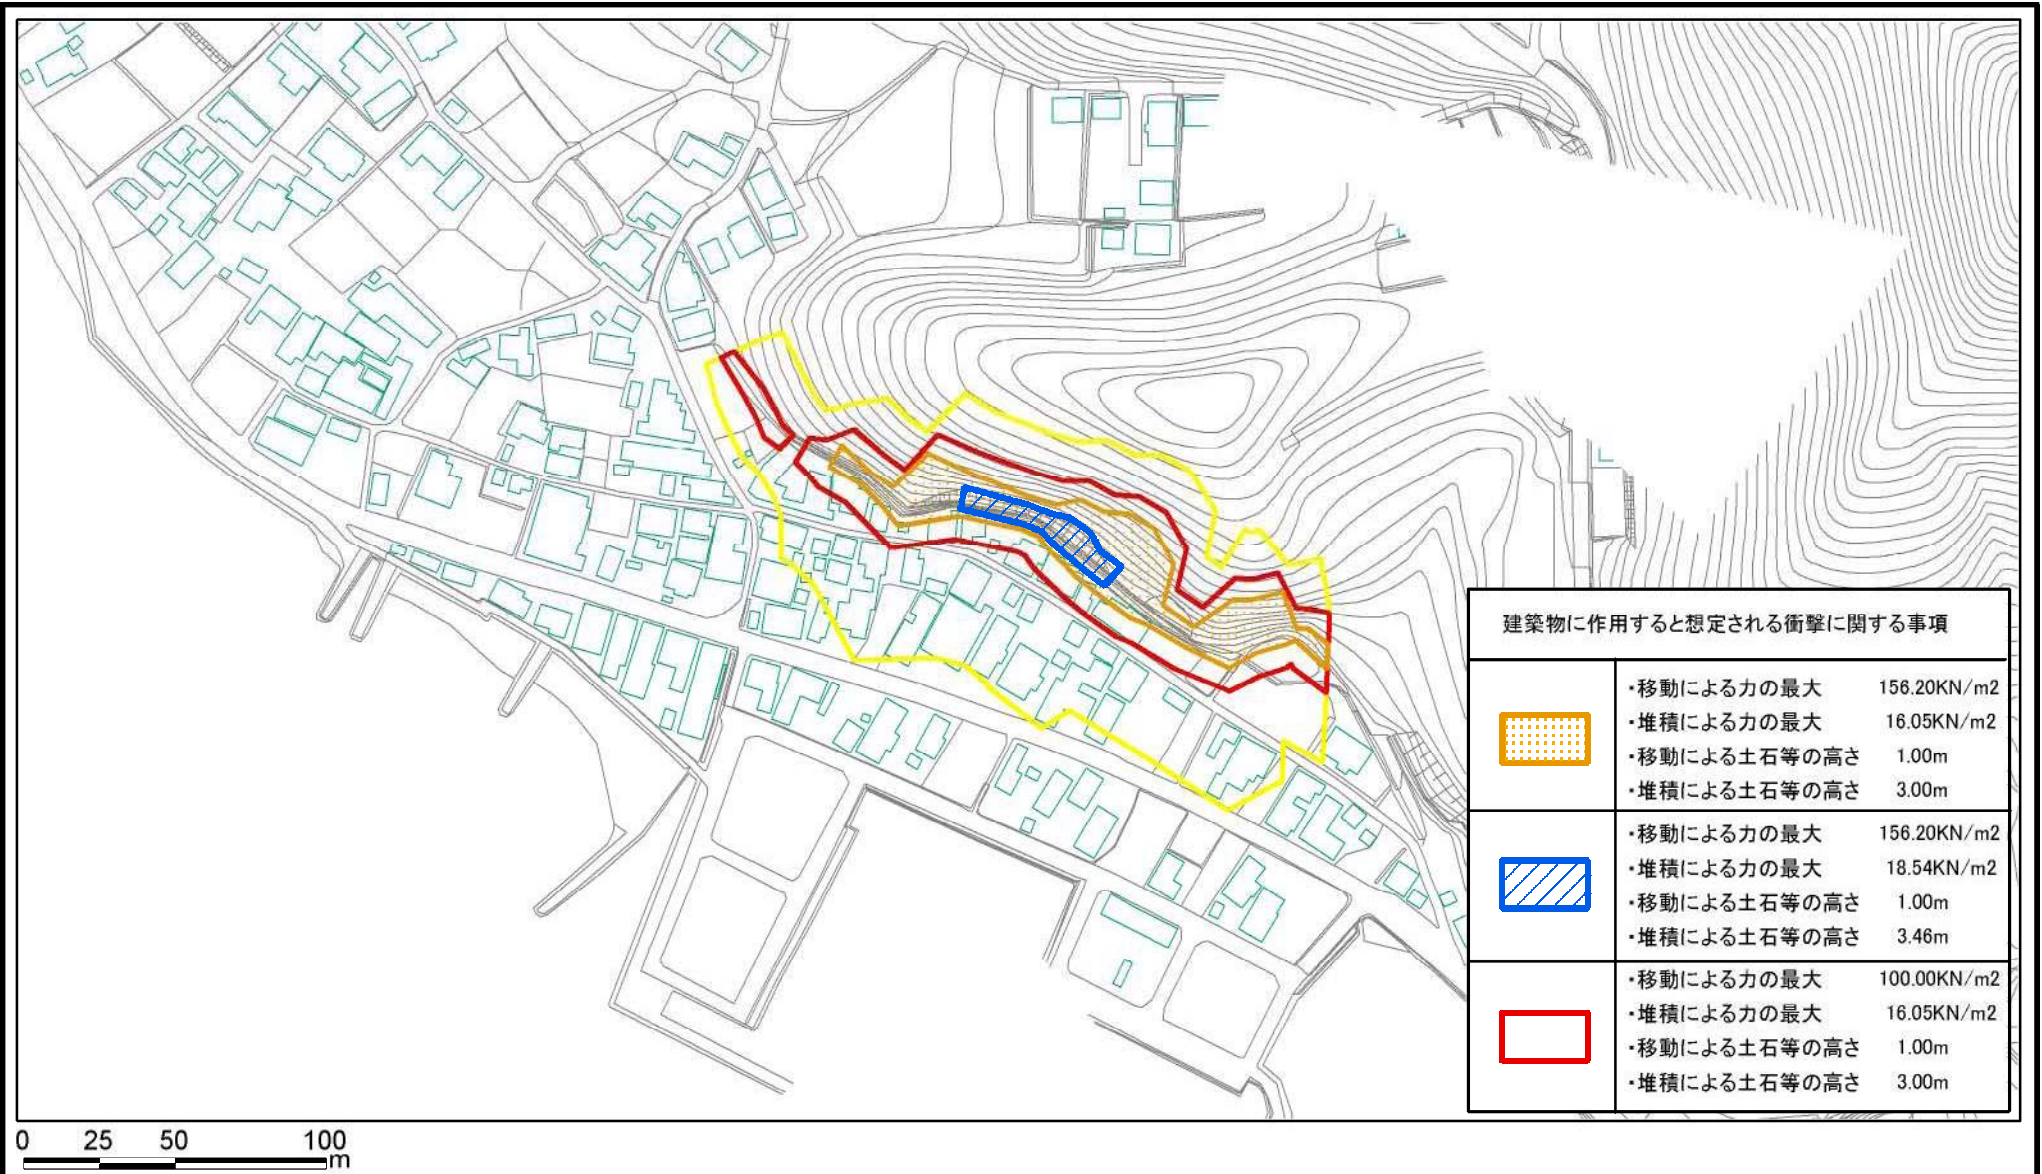 建築物に作用すると想定される衝撃に関する事項
・移動による力の最大 156.20KN/m2
・堆積による力の最大 16.05KN/m2
・移動による土石等の高さ 1.00m
・堆積による土石等の高さ 3.00m
・移動による力の最大 156.20KN/m2
・堆積による力の最大 18.54KN/m2
・移動による土石等の高さ 1.00m
・堆積による土石等の高さ 3.46m
・移動による力の最大 100.00KN/m2
・堆積による力の最大 16.05KN/m2
・移動による土石等の高さ 1.00m
・堆積による土石等の高さ 3.00m
0 25 50 100
m